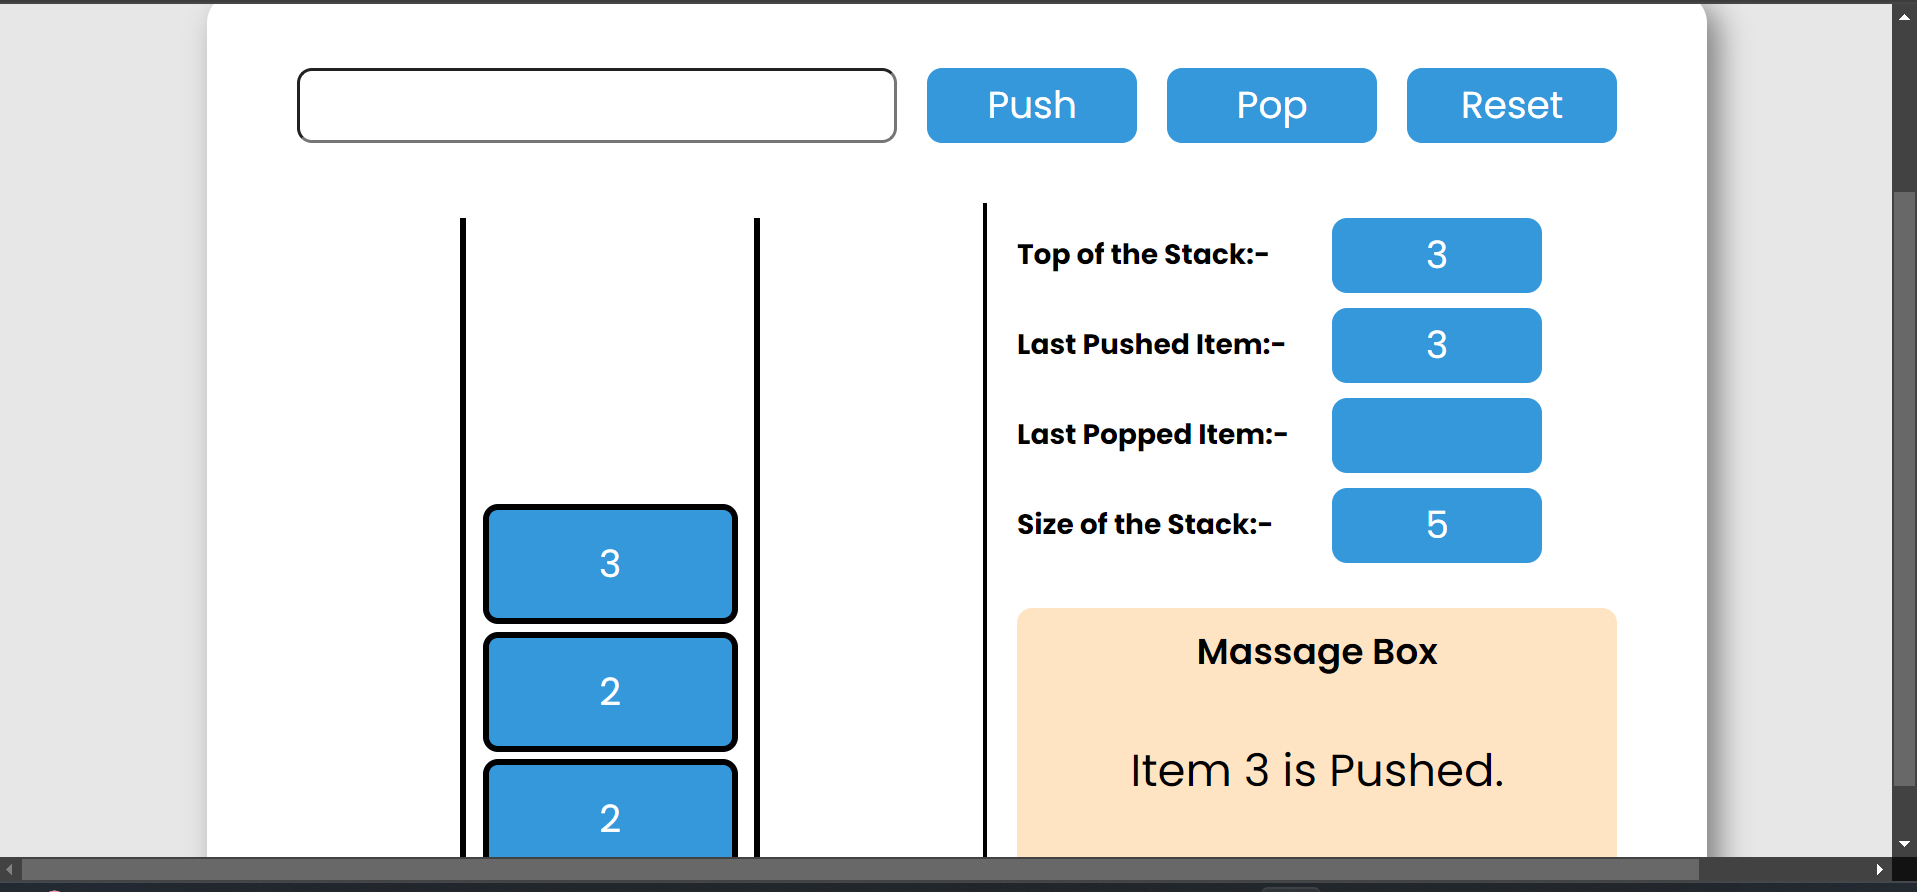 Push
Pop
Reset
Top of the Stack:-
3
Last Pushed Item:-
3
Last Popped Item:-
Size of the Stack:-
5
3
2
2
Massage Box
Item 3 is Pushed.